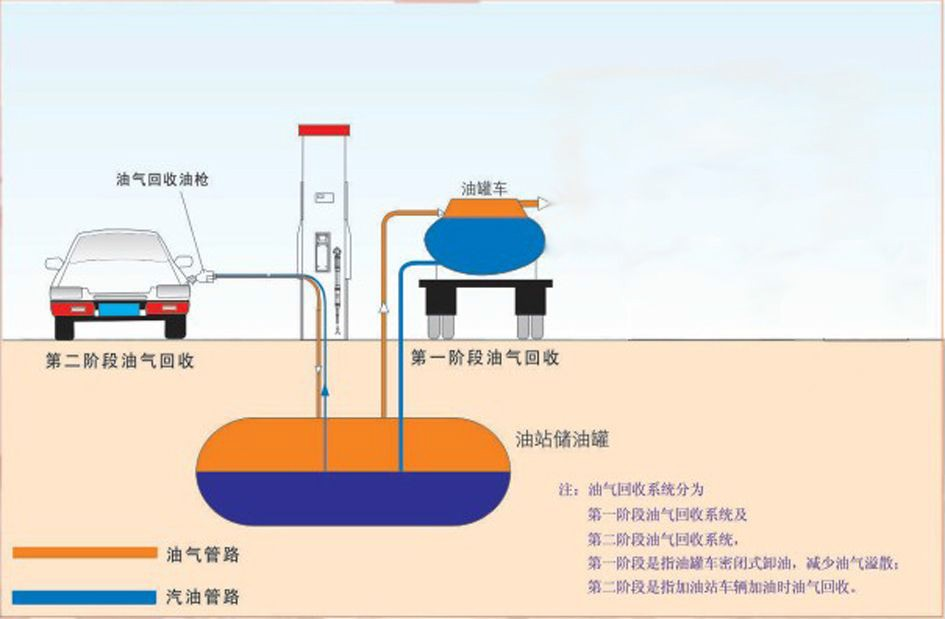 油气回收油枪
油罐车
第二阶段油气回收
第一阶段油气回收
油站储油罐
注：油气回收系统分为
第一阶段油气回收系统及
第二阶段油气回收系统，
第一阶段是指油罐车密闭式卸油，减少油气溢散；
第二阶段是指加油站车辆加油时油气回收。
油气管路
汽油管路